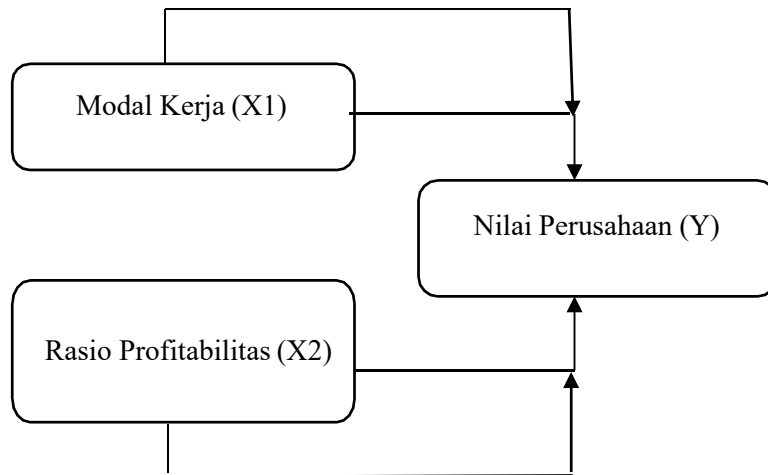 Modal Kerja (X1)
Nilai Perusahaan (Y)
Rasio Profitabilitas (X2)